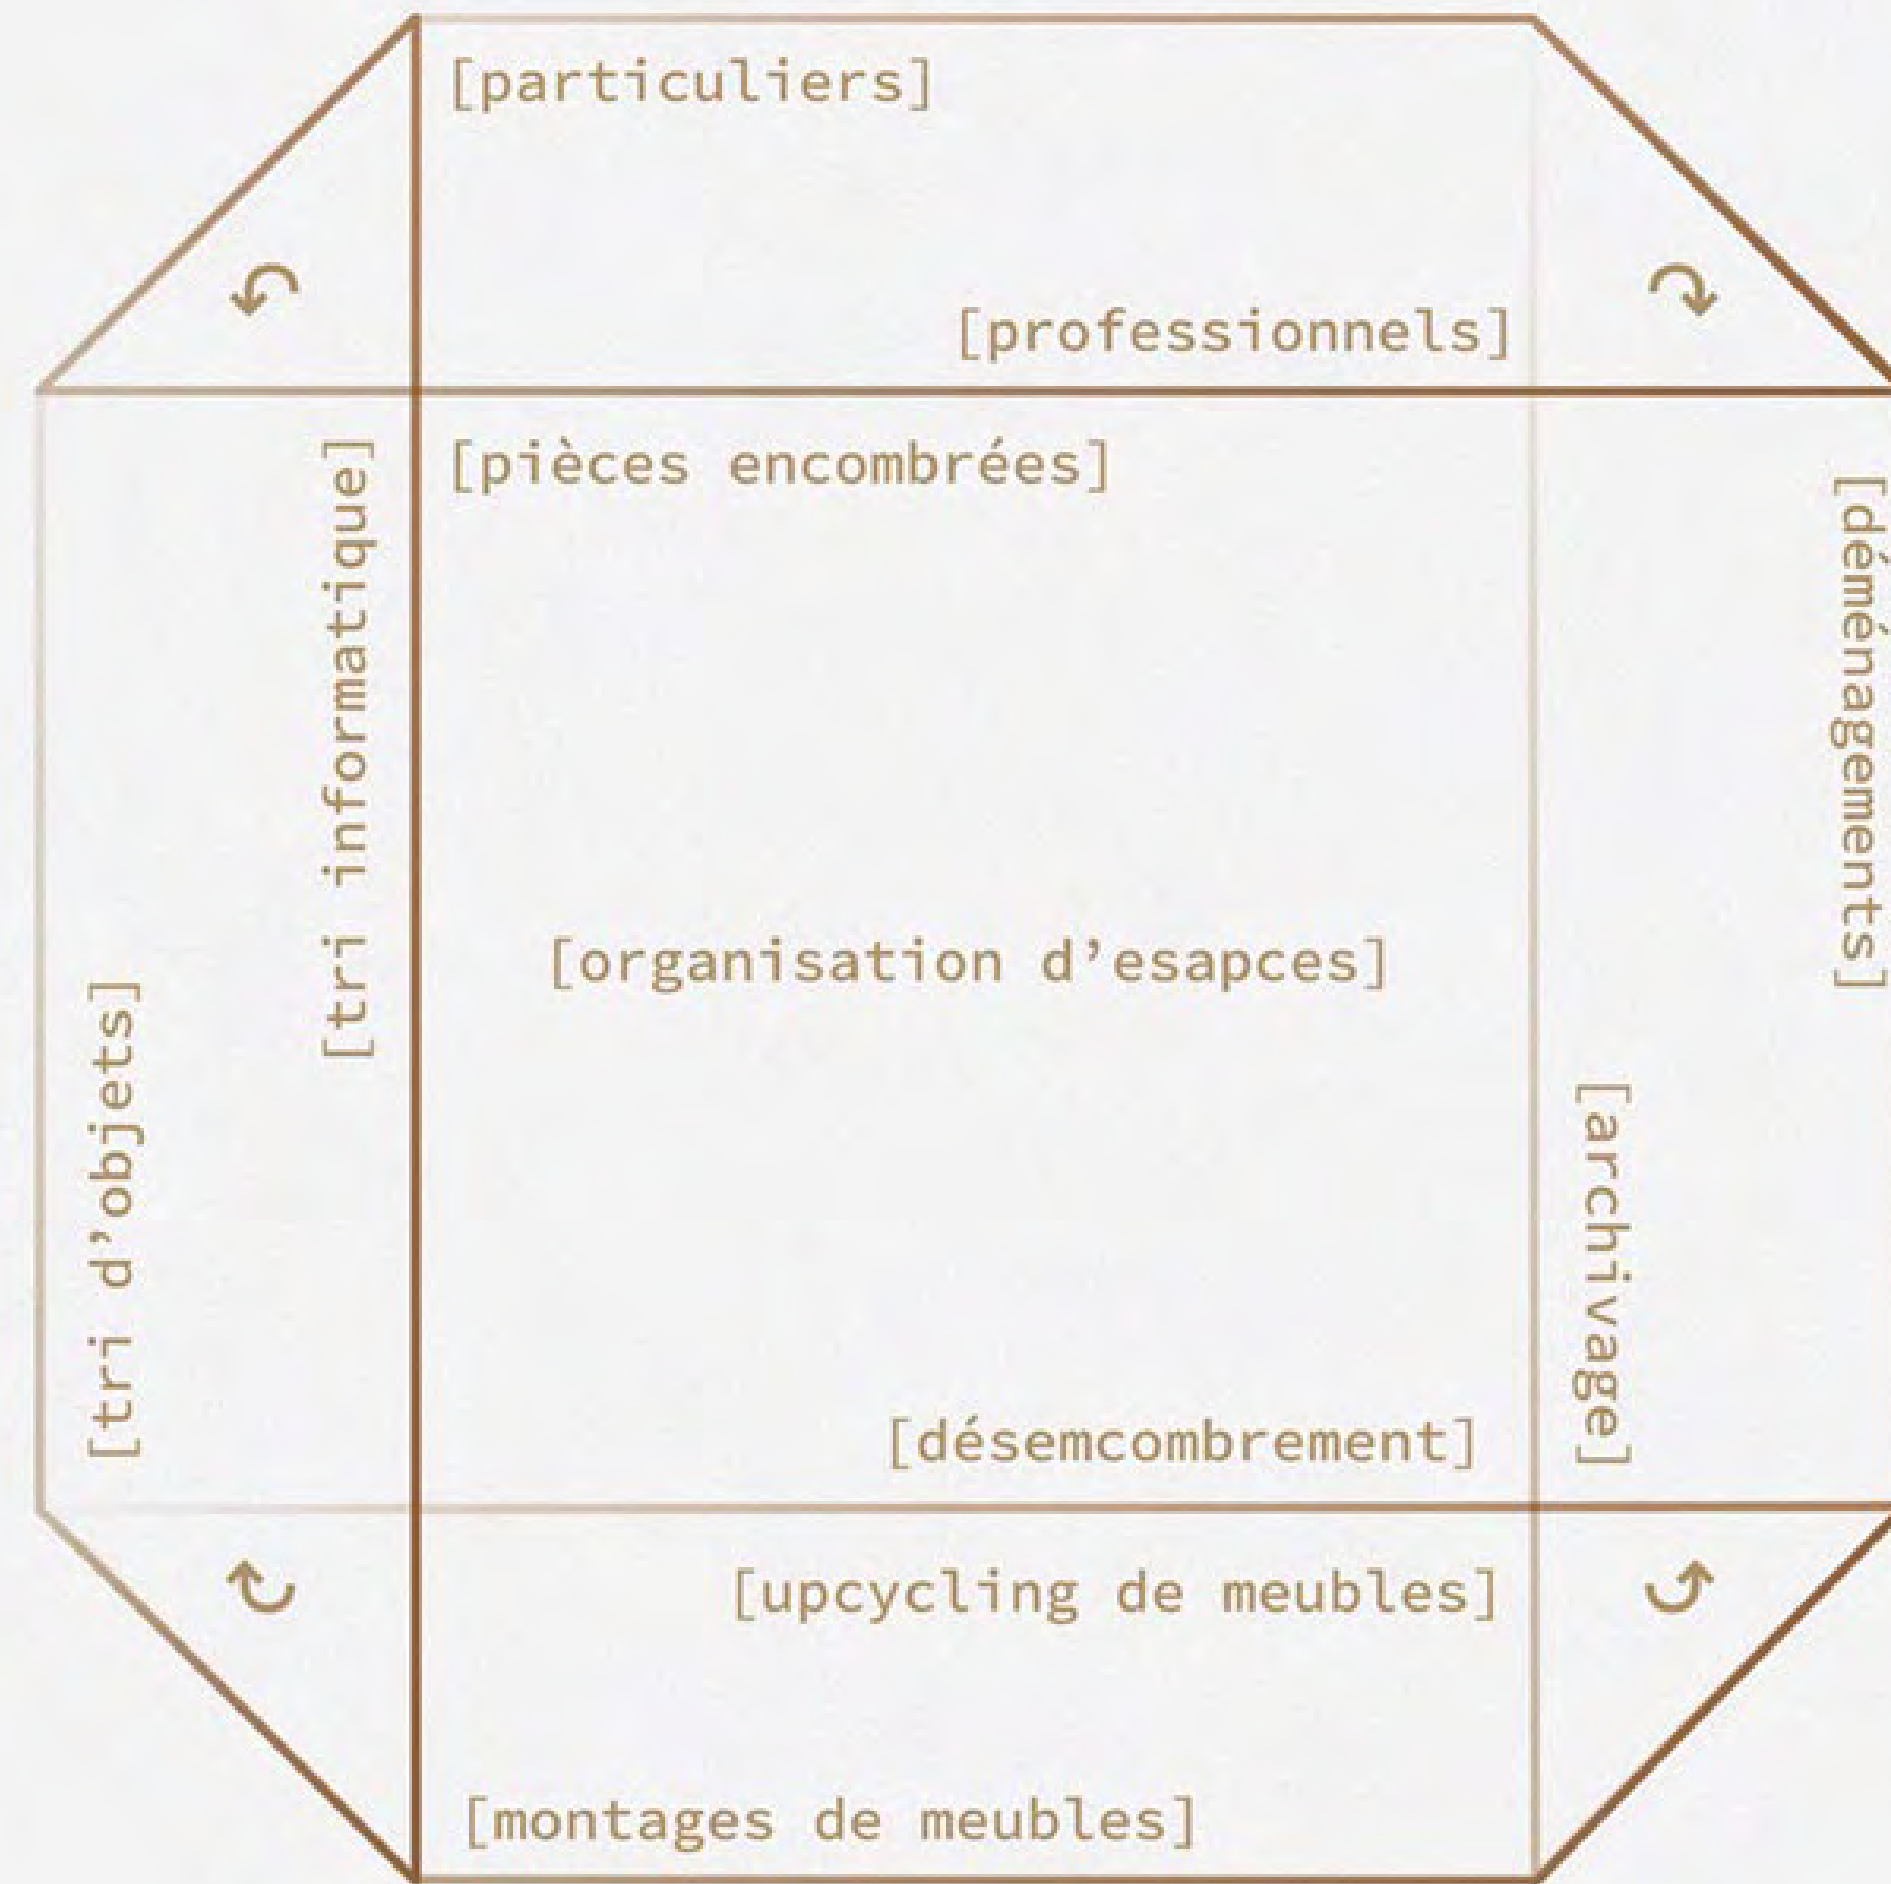 [particuliers]
[professionnels]
[pièces encombrées]
[tri informatique]
[tri d’objets]
[organisation d’esapces]
[déménagements]
[archivage]
[désemcombrement]
[upcycling de meubles]
[montages de meubles]